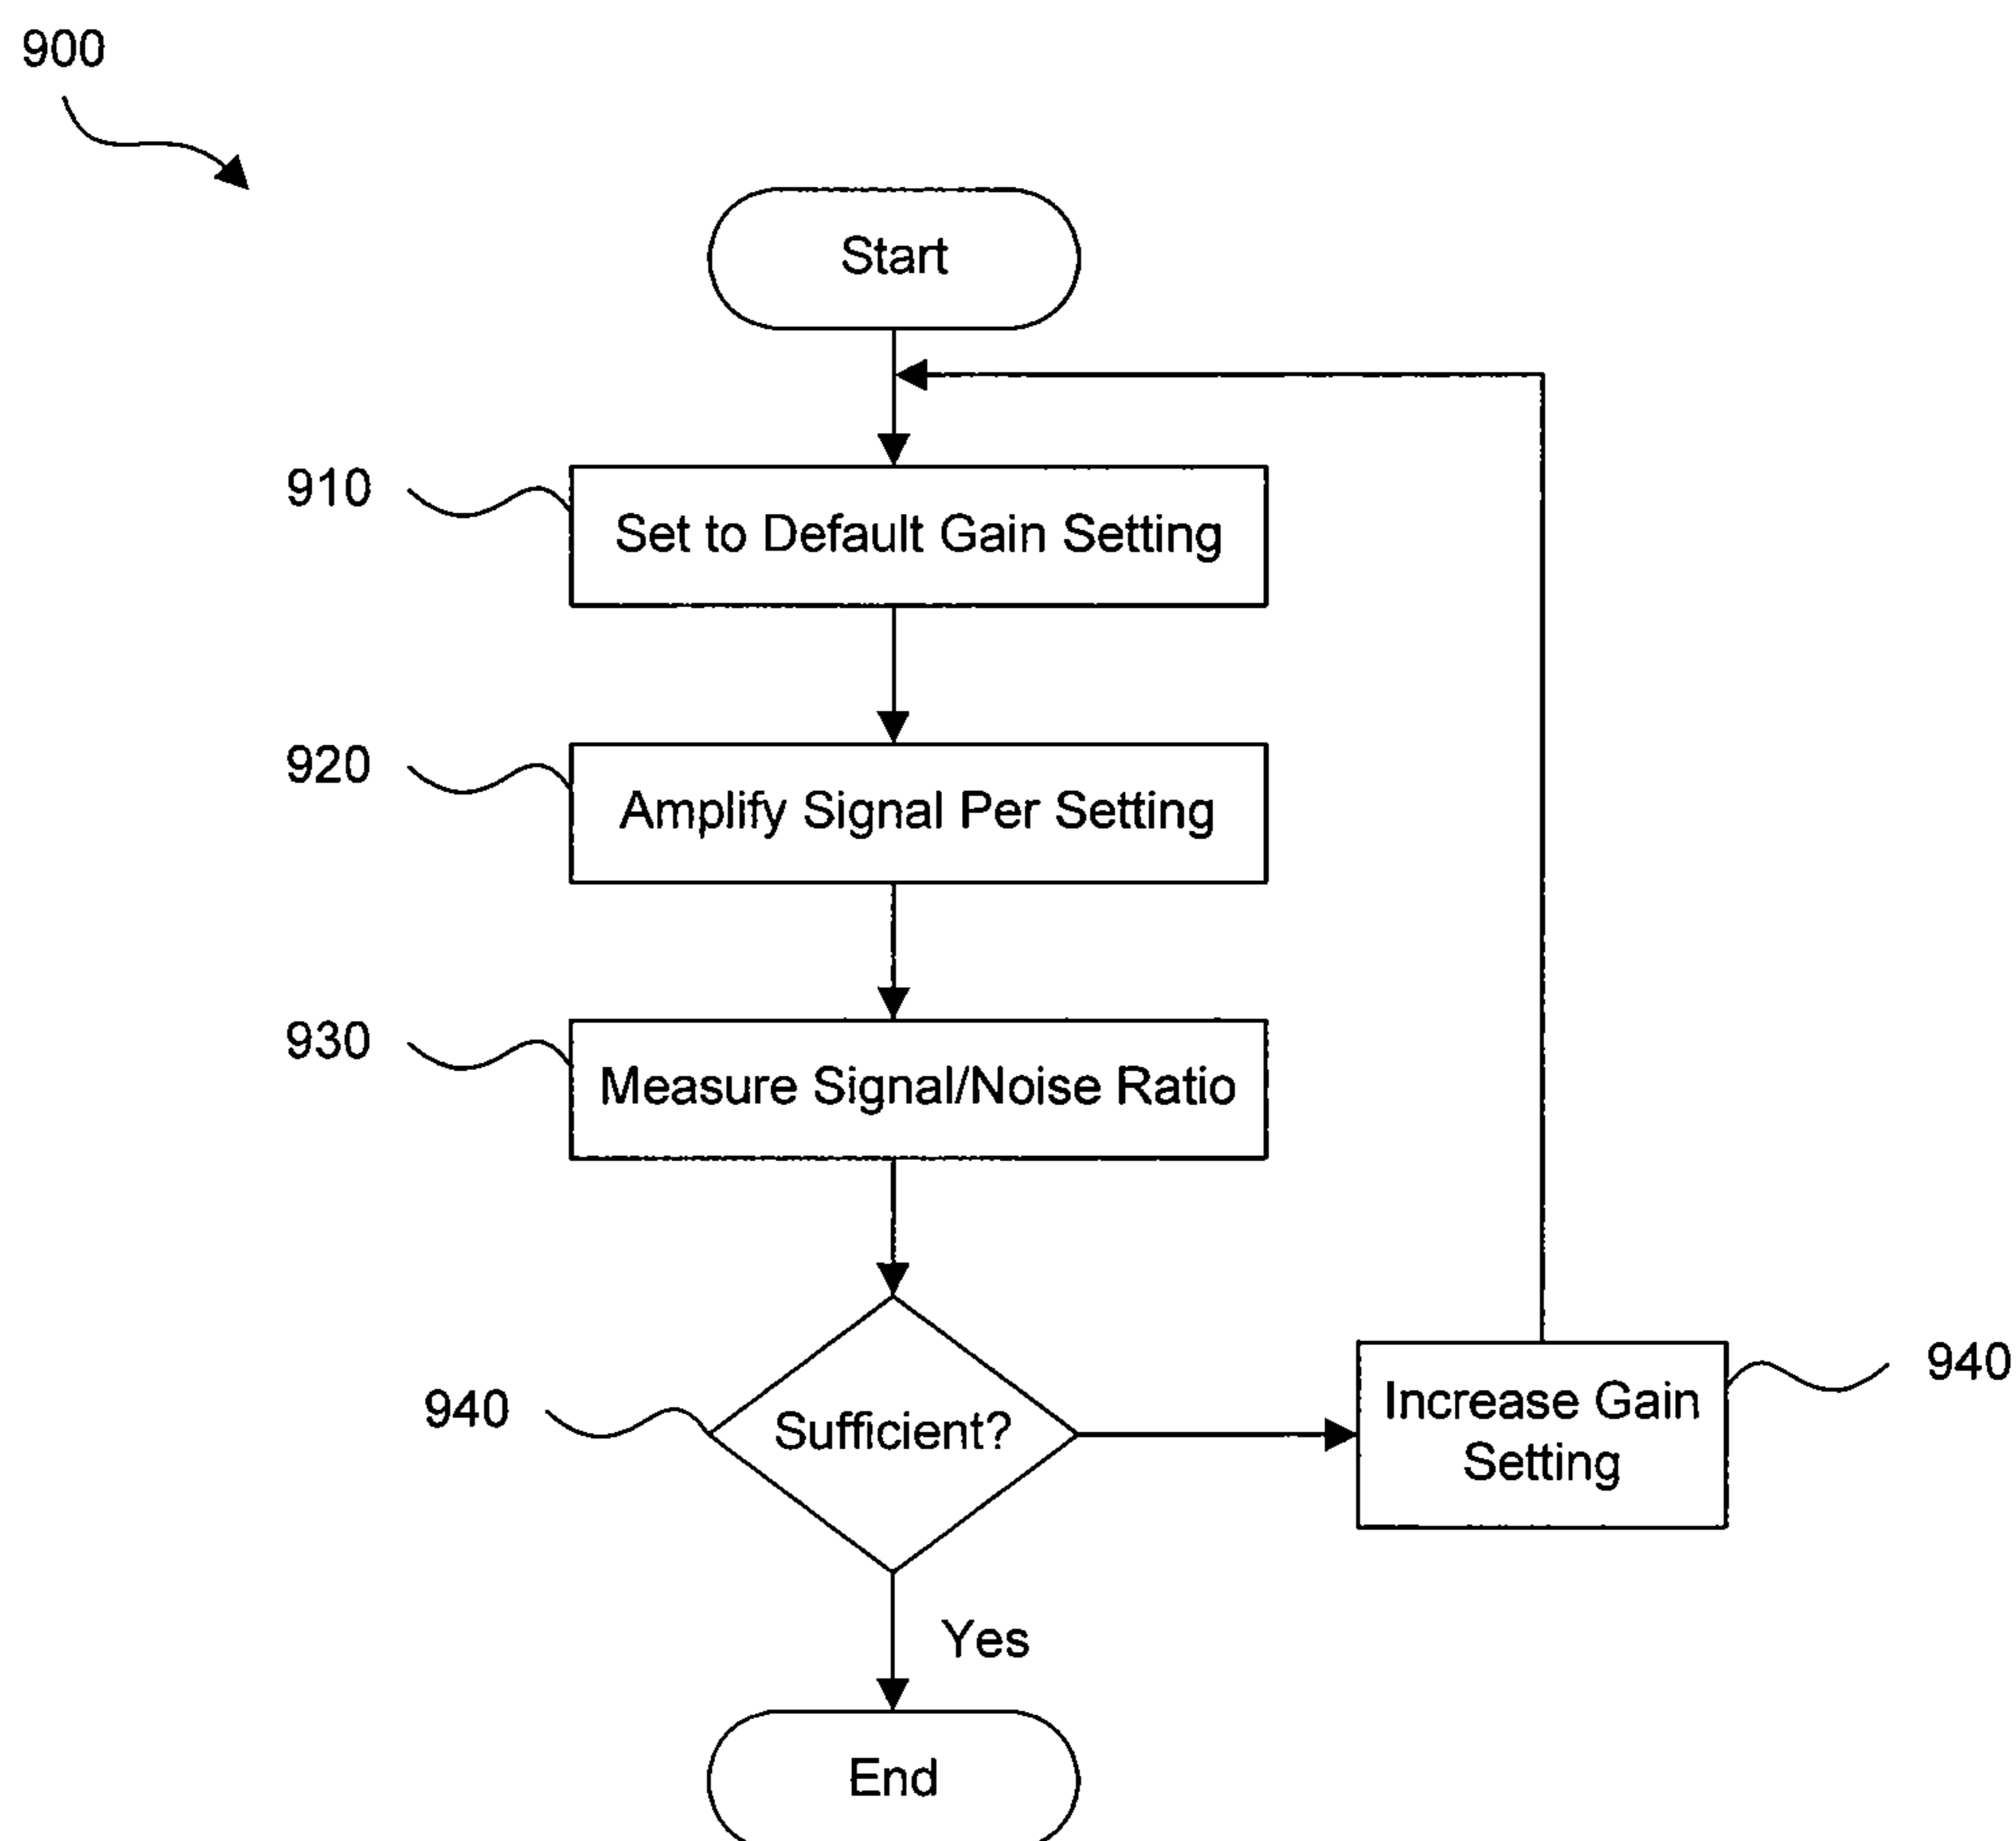 900
Start
910
Set to Default Gain Setting
920
Amplify Signal Per Setting
930
Measure Signal/Noise Ratio
940
Sufficient?
Increase Gain
Setting
940
Yes
End